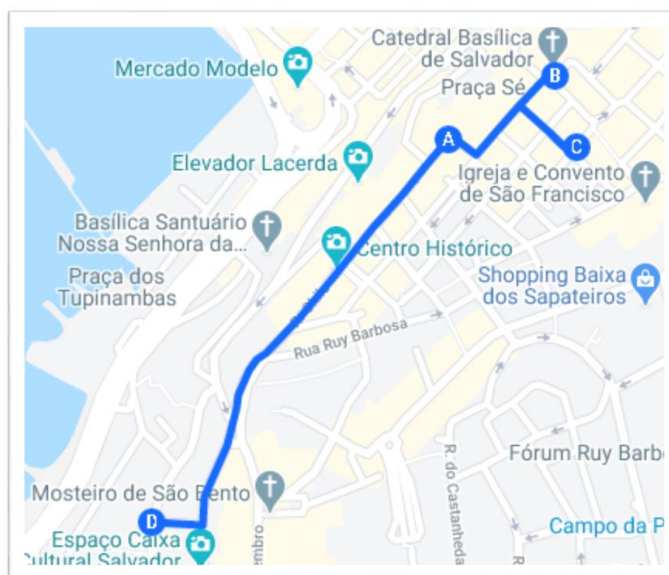 Catedral Basílica
de Salvador
Mercado Modelo
Praça Sé
B
A
C
Elevador Lacerda
Igreja e Convento
de São Francisco
Basílica Santuário
Nossa Senhora da...
Centro Histórico
Praça dos
Tupinambas
Shopping Baixa
dos Sapateiros
Rua Ruy Barbosa
Fórum Ruy Barb
R. do Castanheda
Mosteiro de São Bento
D
Espaço Caixa
Cultural Salvador
embro
Campo da P